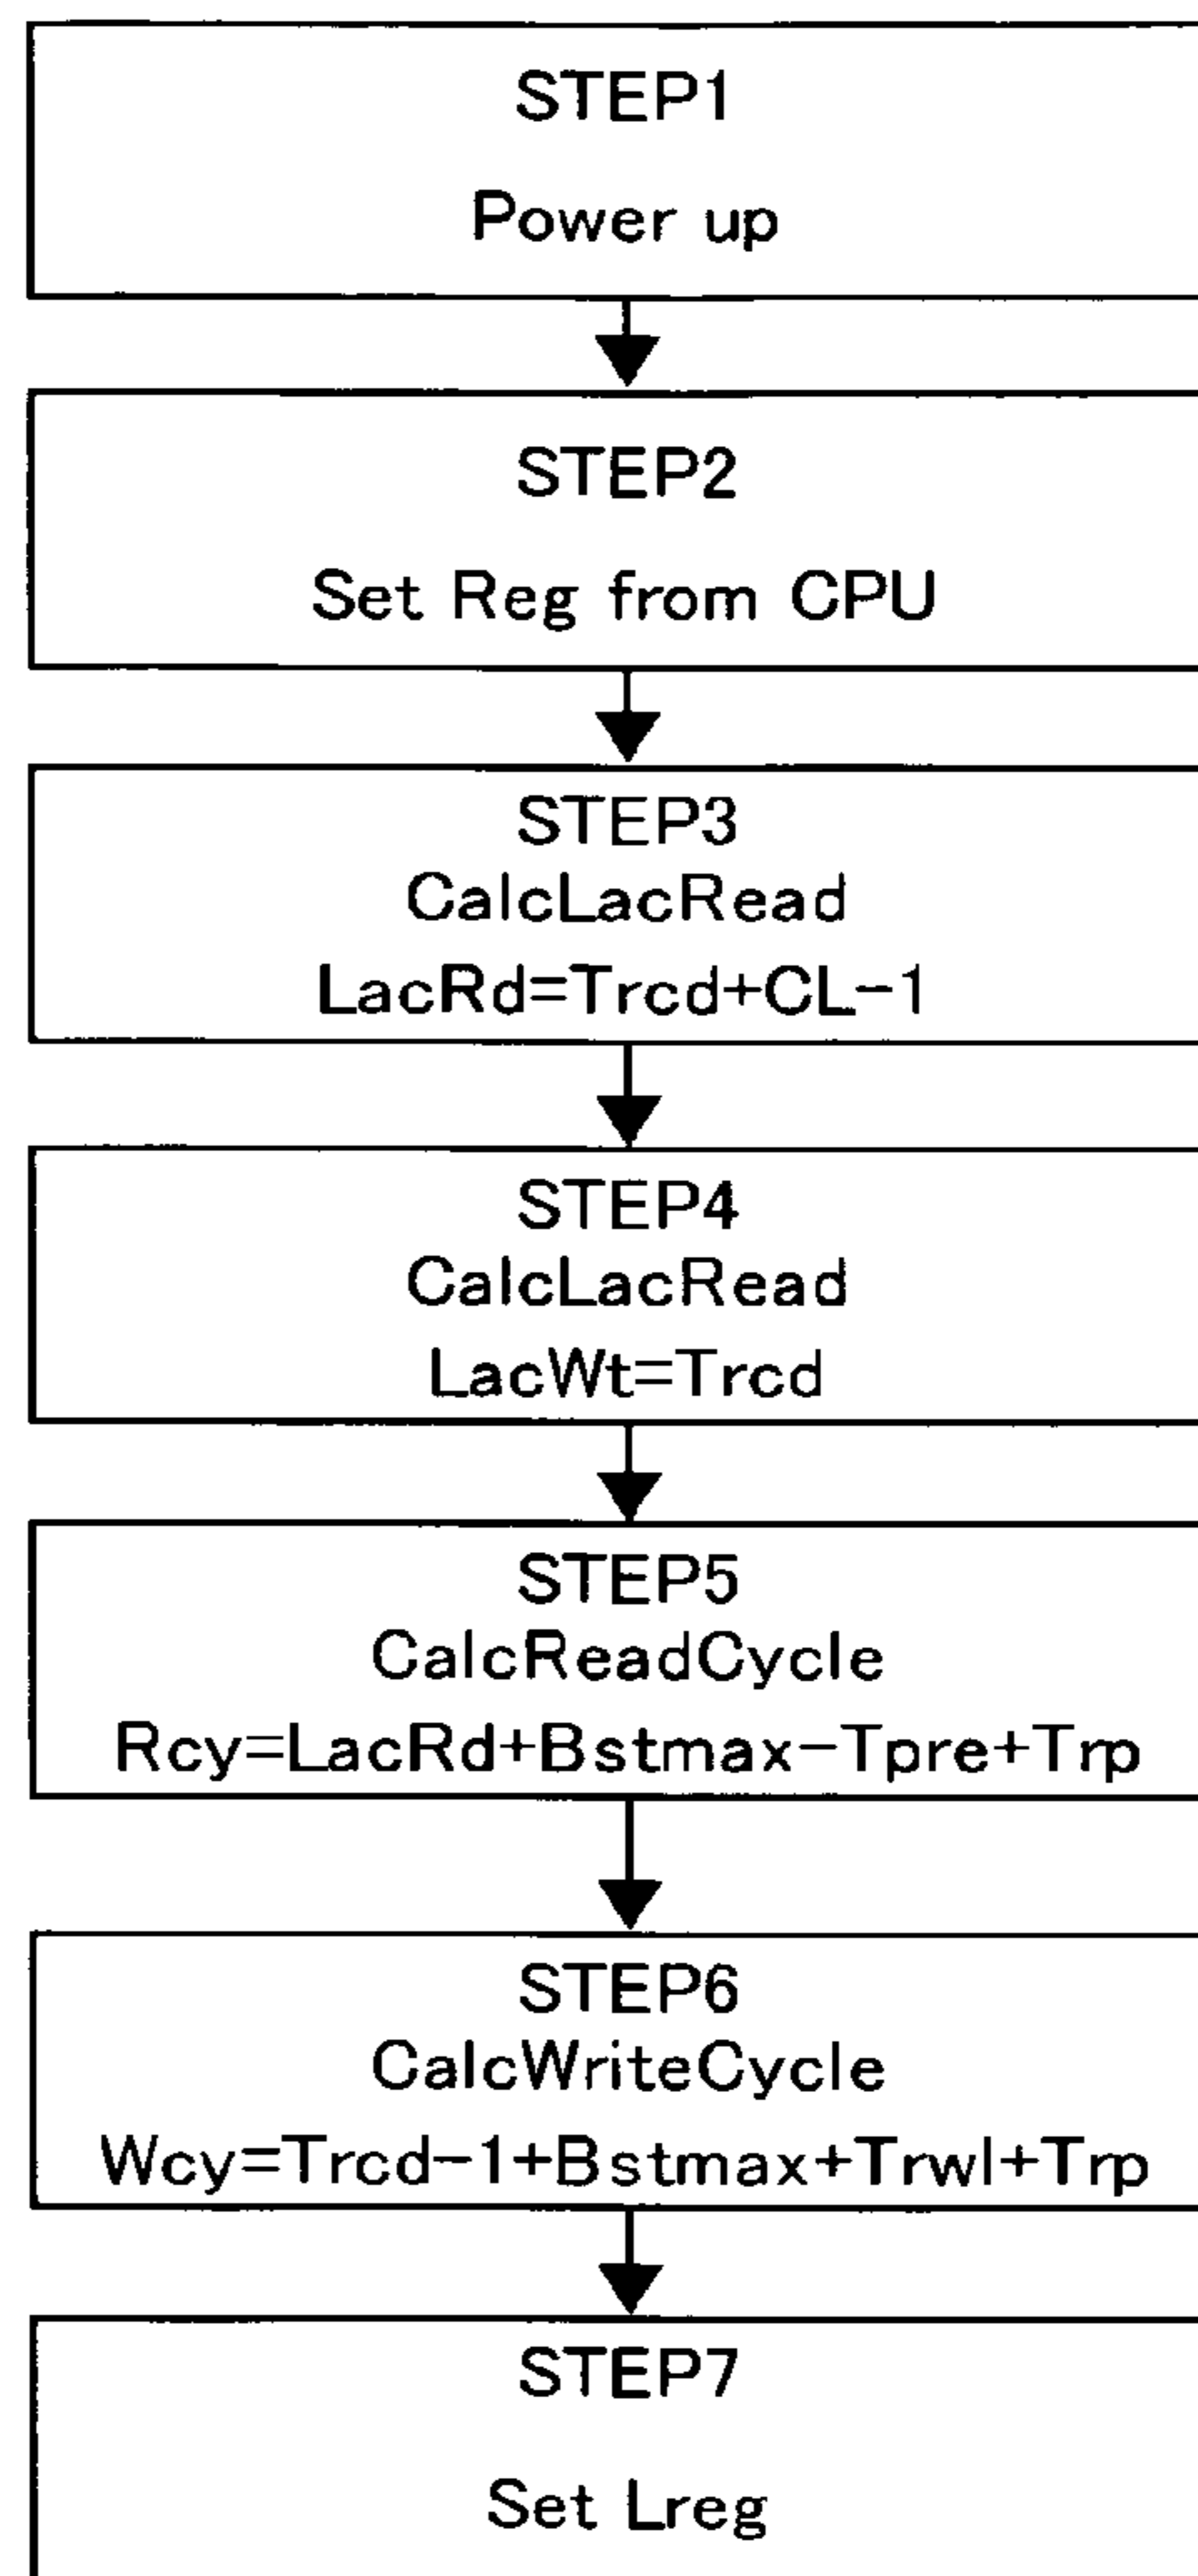 STEP1
Power up
STEP2
Set Reg from CPU
STEP3
CalcLacRead
LacRd=Trcd+CL-1
STEP4
CalcLacRead
LacWt=Trcd
STEP5
CalcReadCycle
Rcy=LacRd+Bstmax-Tpre+Trp
STEP6
CalcWriteCycle
Wcy=Trcd-1+Bstmax+Trwl+Trp
STEP7
Set Lreg